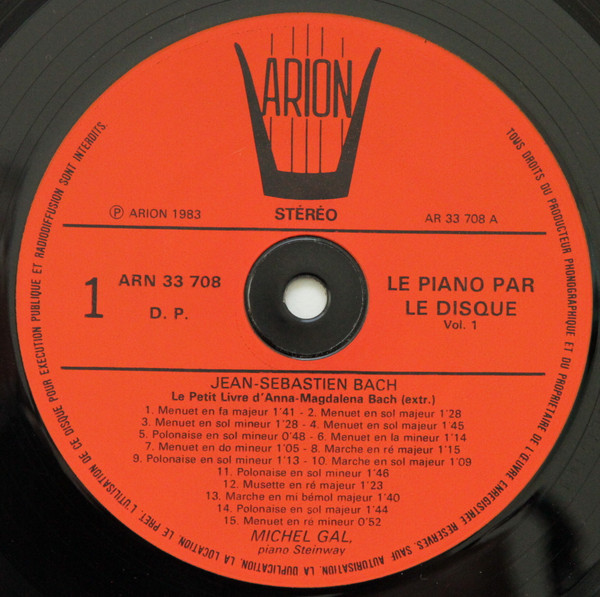 ARION
Ⓟ ARION 1983
STÉRÉO
AR 33 708 A
1
ARN 33 708
D. P.
LE PIANO PAR
LE DISQUE
Vol. 1
JEAN-SEBASTIEN BACH
Le Petit Livre d'Anna-Magdalena Bach (extr.)
1. Menuet en fa majeur 1'41 - 2. Menuet en sol majeur 1'28
3. Menuet en sol mineur 1'28 - 4. Menuet en sol majeur 1'45
5. Polonaise en sol mineur 0'48 - 6. Menuet en la mineur 1'14
7. Menuet en do mineur 1'05 - 8. Marche en ré majeur 1'15
9. Polonaise en sol mineur 1'13 - 10. Marche en sol majeur 1'09
11. Polonaise en sol mineur 1'46
12. Musette en ré majeur 1'23
13. Marche en mi bémol majeur 1'40
14. Polonaise en sol majeur 1'44
15. Menuet en ré mineur 0'52
MICHEL GAL,
piano Steinway
TOUS DROITS DU PRODUCTEUR PHONOGRAPHIQUE ET DU PROPRIETAIRE DE L'ŒUVRE ENREGISTREE RESERVES. SAUF AUTORISATION, LA DUPLICATION, LA LOCATION, LE PRET, L'UTILISATION DE CE DISQUE POUR EXECUTION PUBLIQUE ET RADIODIFFUSION SONT INTERDITS.